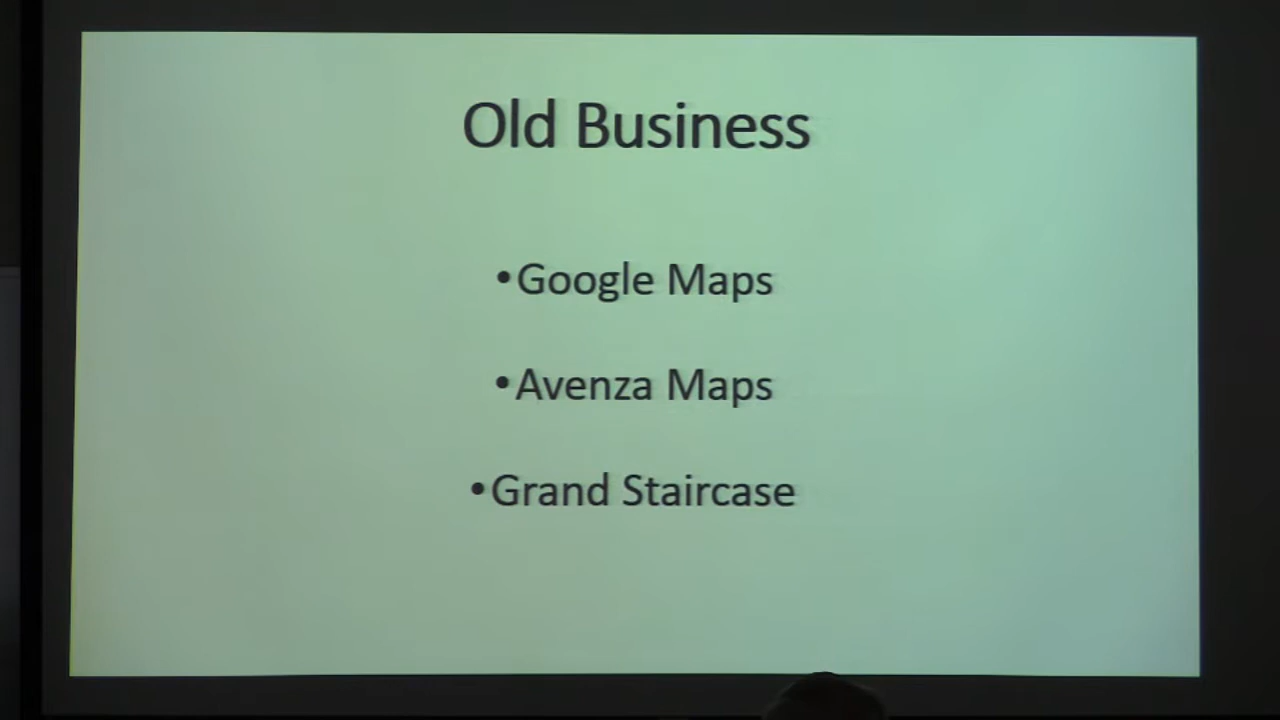 Old Business
•Google Maps
•Avenza Maps
•Grand Staircase